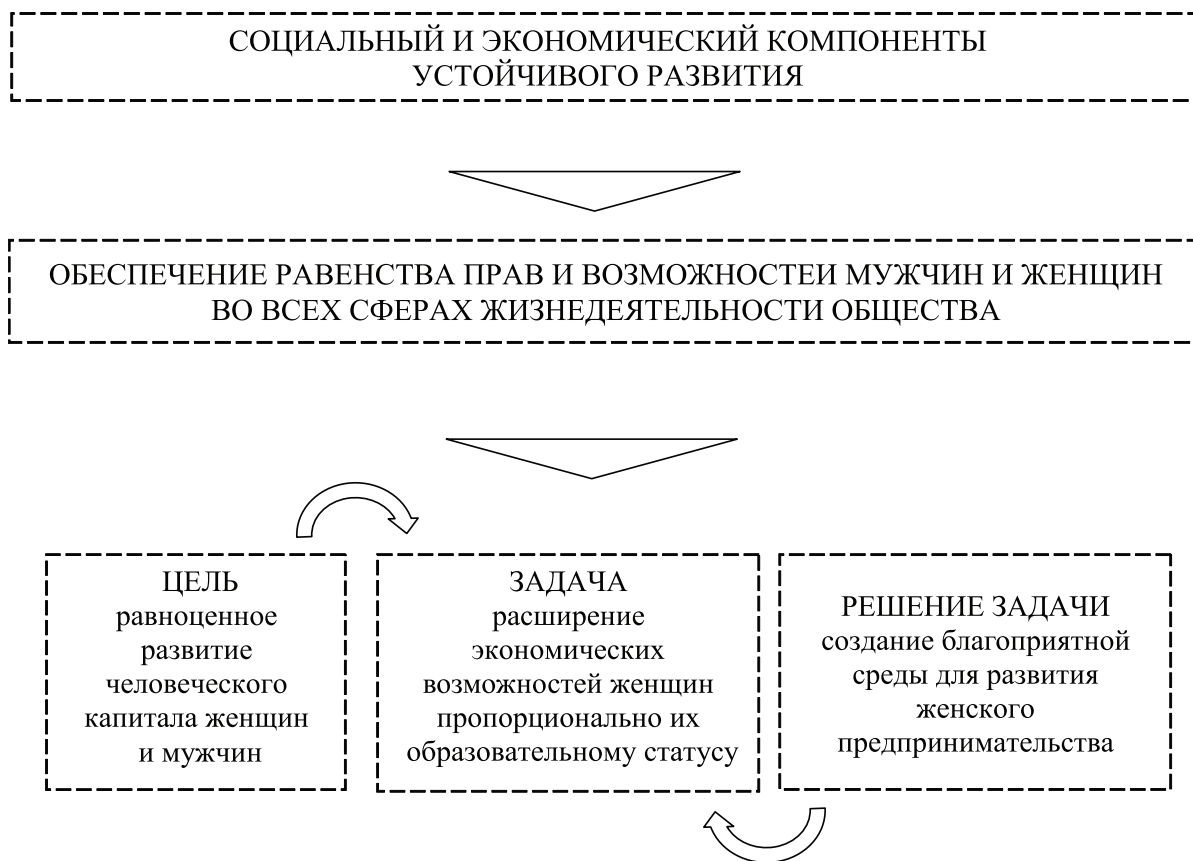 СОЦИАЛЬНЫЙ И ЭКОНОМИЧЕСКИЙ КОМПОНЕНТЫ
УСТОЙЧИВОГО РАЗВИТИЯ
ОБЕСПЕЧЕНИЕ РАВЕНСТВА ПРАВ И ВОЗМОЖНОСТЕИ МУЖЧИН И ЖЕНЩИН
ВО ВСЕХ СФЕРАХ ЖИЗНЕДЕЯТЕЛЬНОСТИ ОБЩЕСТВА
ЦЕЛЬ
равноценное
развитие
человеческого
капитала женщин
и мужчин
ЗАДАЧА
расширение
экономических
возможностей женщин
пропорционально их
образовательному статусу
РЕШЕНИЕ ЗАДАЧИ
создание благоприятной
среды для развития
женского
предпринимательства